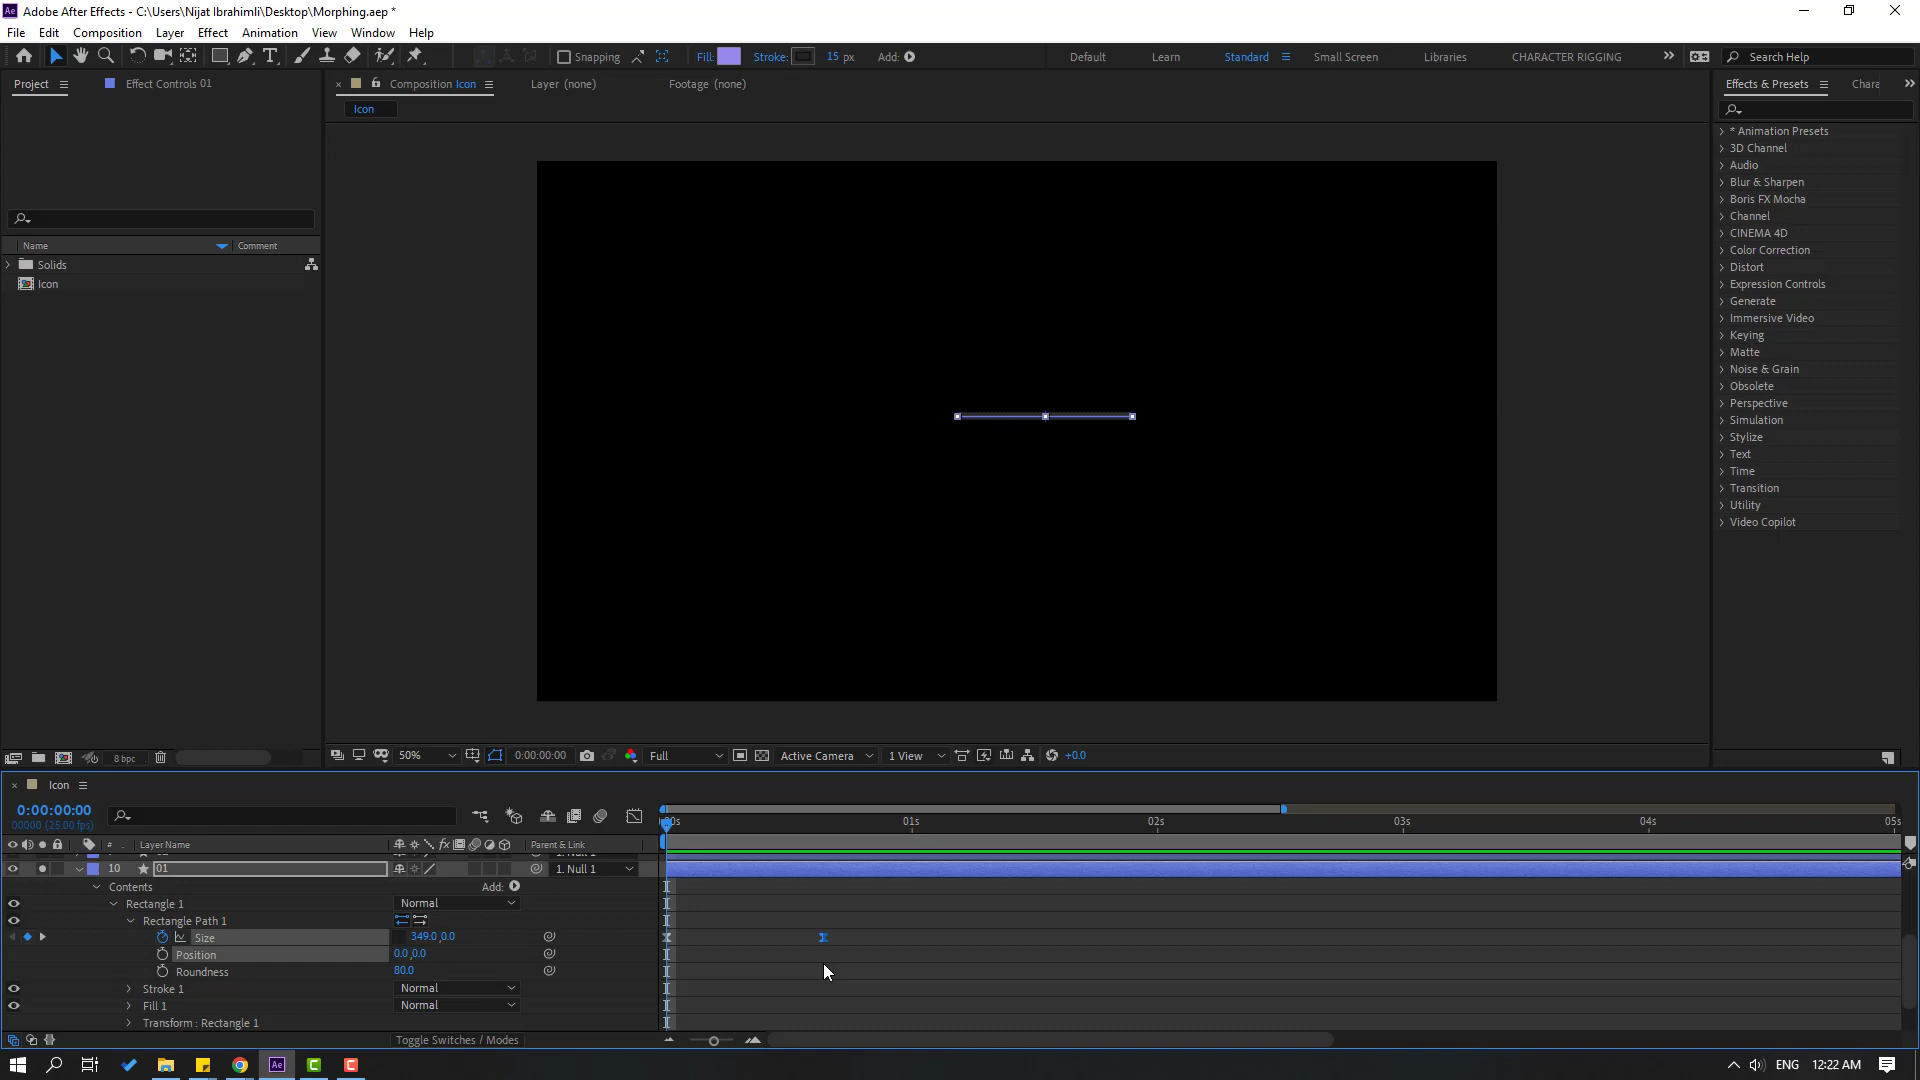 Adobe After Effects - C:\Users\Nijat Ibrahimli\Desktop\Morphing.aep *
File Edit Composition Layer Effect Animation View Window Help
Snapping Fill: Stroke: 15 px Add: Default Learn Standard Small Screen Libraries CHARACTER RIGGING Search Help
Project Effect Controls 01 Composition Icon Layer (none) Footage (none) Effects & Presets Chara
Icon
* Animation Presets
3D Channel
Audio
Blur & Sharpen
Boris FX Mocha
Channel
CINEMA 4D
Color Correction
Distort
Expression Controls
Generate
Immersive Video
Keying
Matte
Noise & Grain
Obsolete
Perspective
Simulation
Stylize
Text
Time
Transition
Utility
Video Copilot
Name Comment
Solids
Icon
8 bpc 50% 0:00:00:00 Full Active Camera 1 View +0.0
Icon
0:00:00:00
00000 (25.00 fps)
00s 01s 02s 03s 04s 05s
# Layer Name fx Parent & Link
10 01 1. Null 1
Contents Add:
Rectangle 1 Normal
Rectangle Path 1
Size 349.0,0.0
Position 0.0,0.0
Roundness 80.0
Stroke 1 Normal
Fill 1 Normal
Transform : Rectangle 1
Toggle Switches / Modes
Ae ENG 12:22 AM